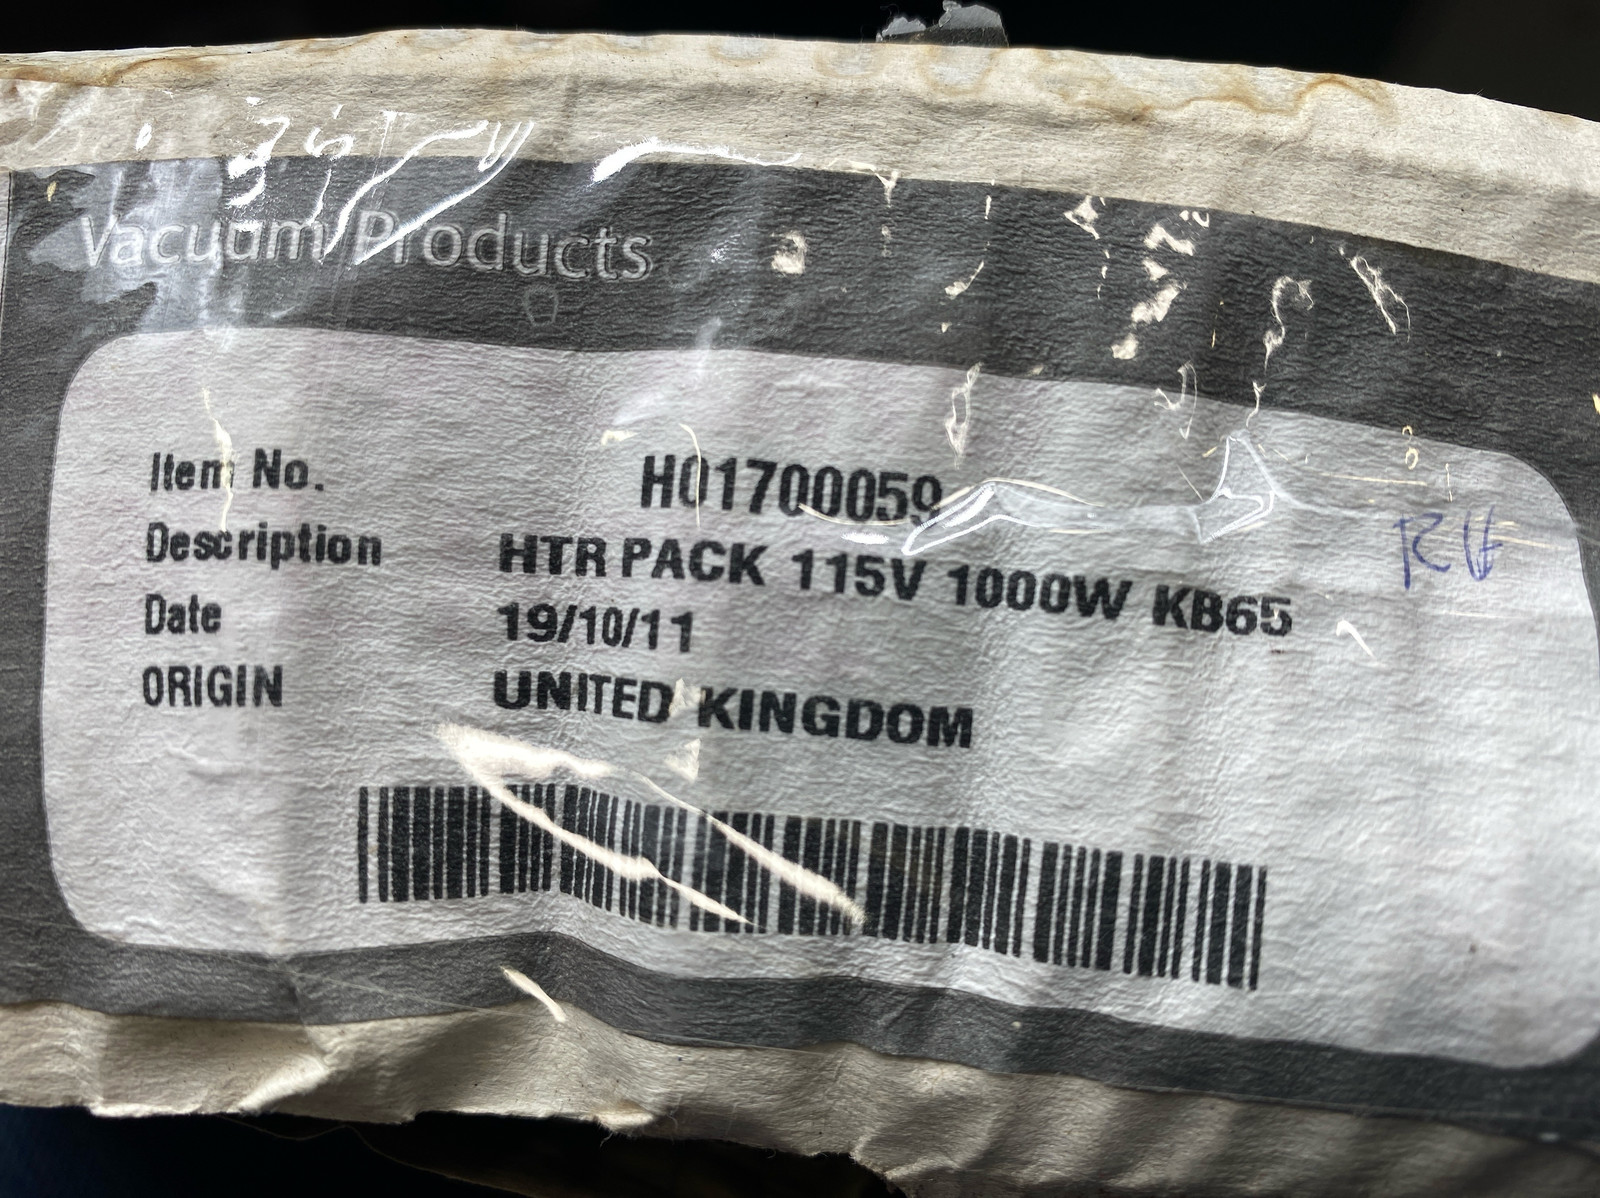 Vacuum Products
Item No. H01700059
Description HTR PACK 115V 1000W KB65
Date 19/10/11
ORIGIN UNITED KINGDOM